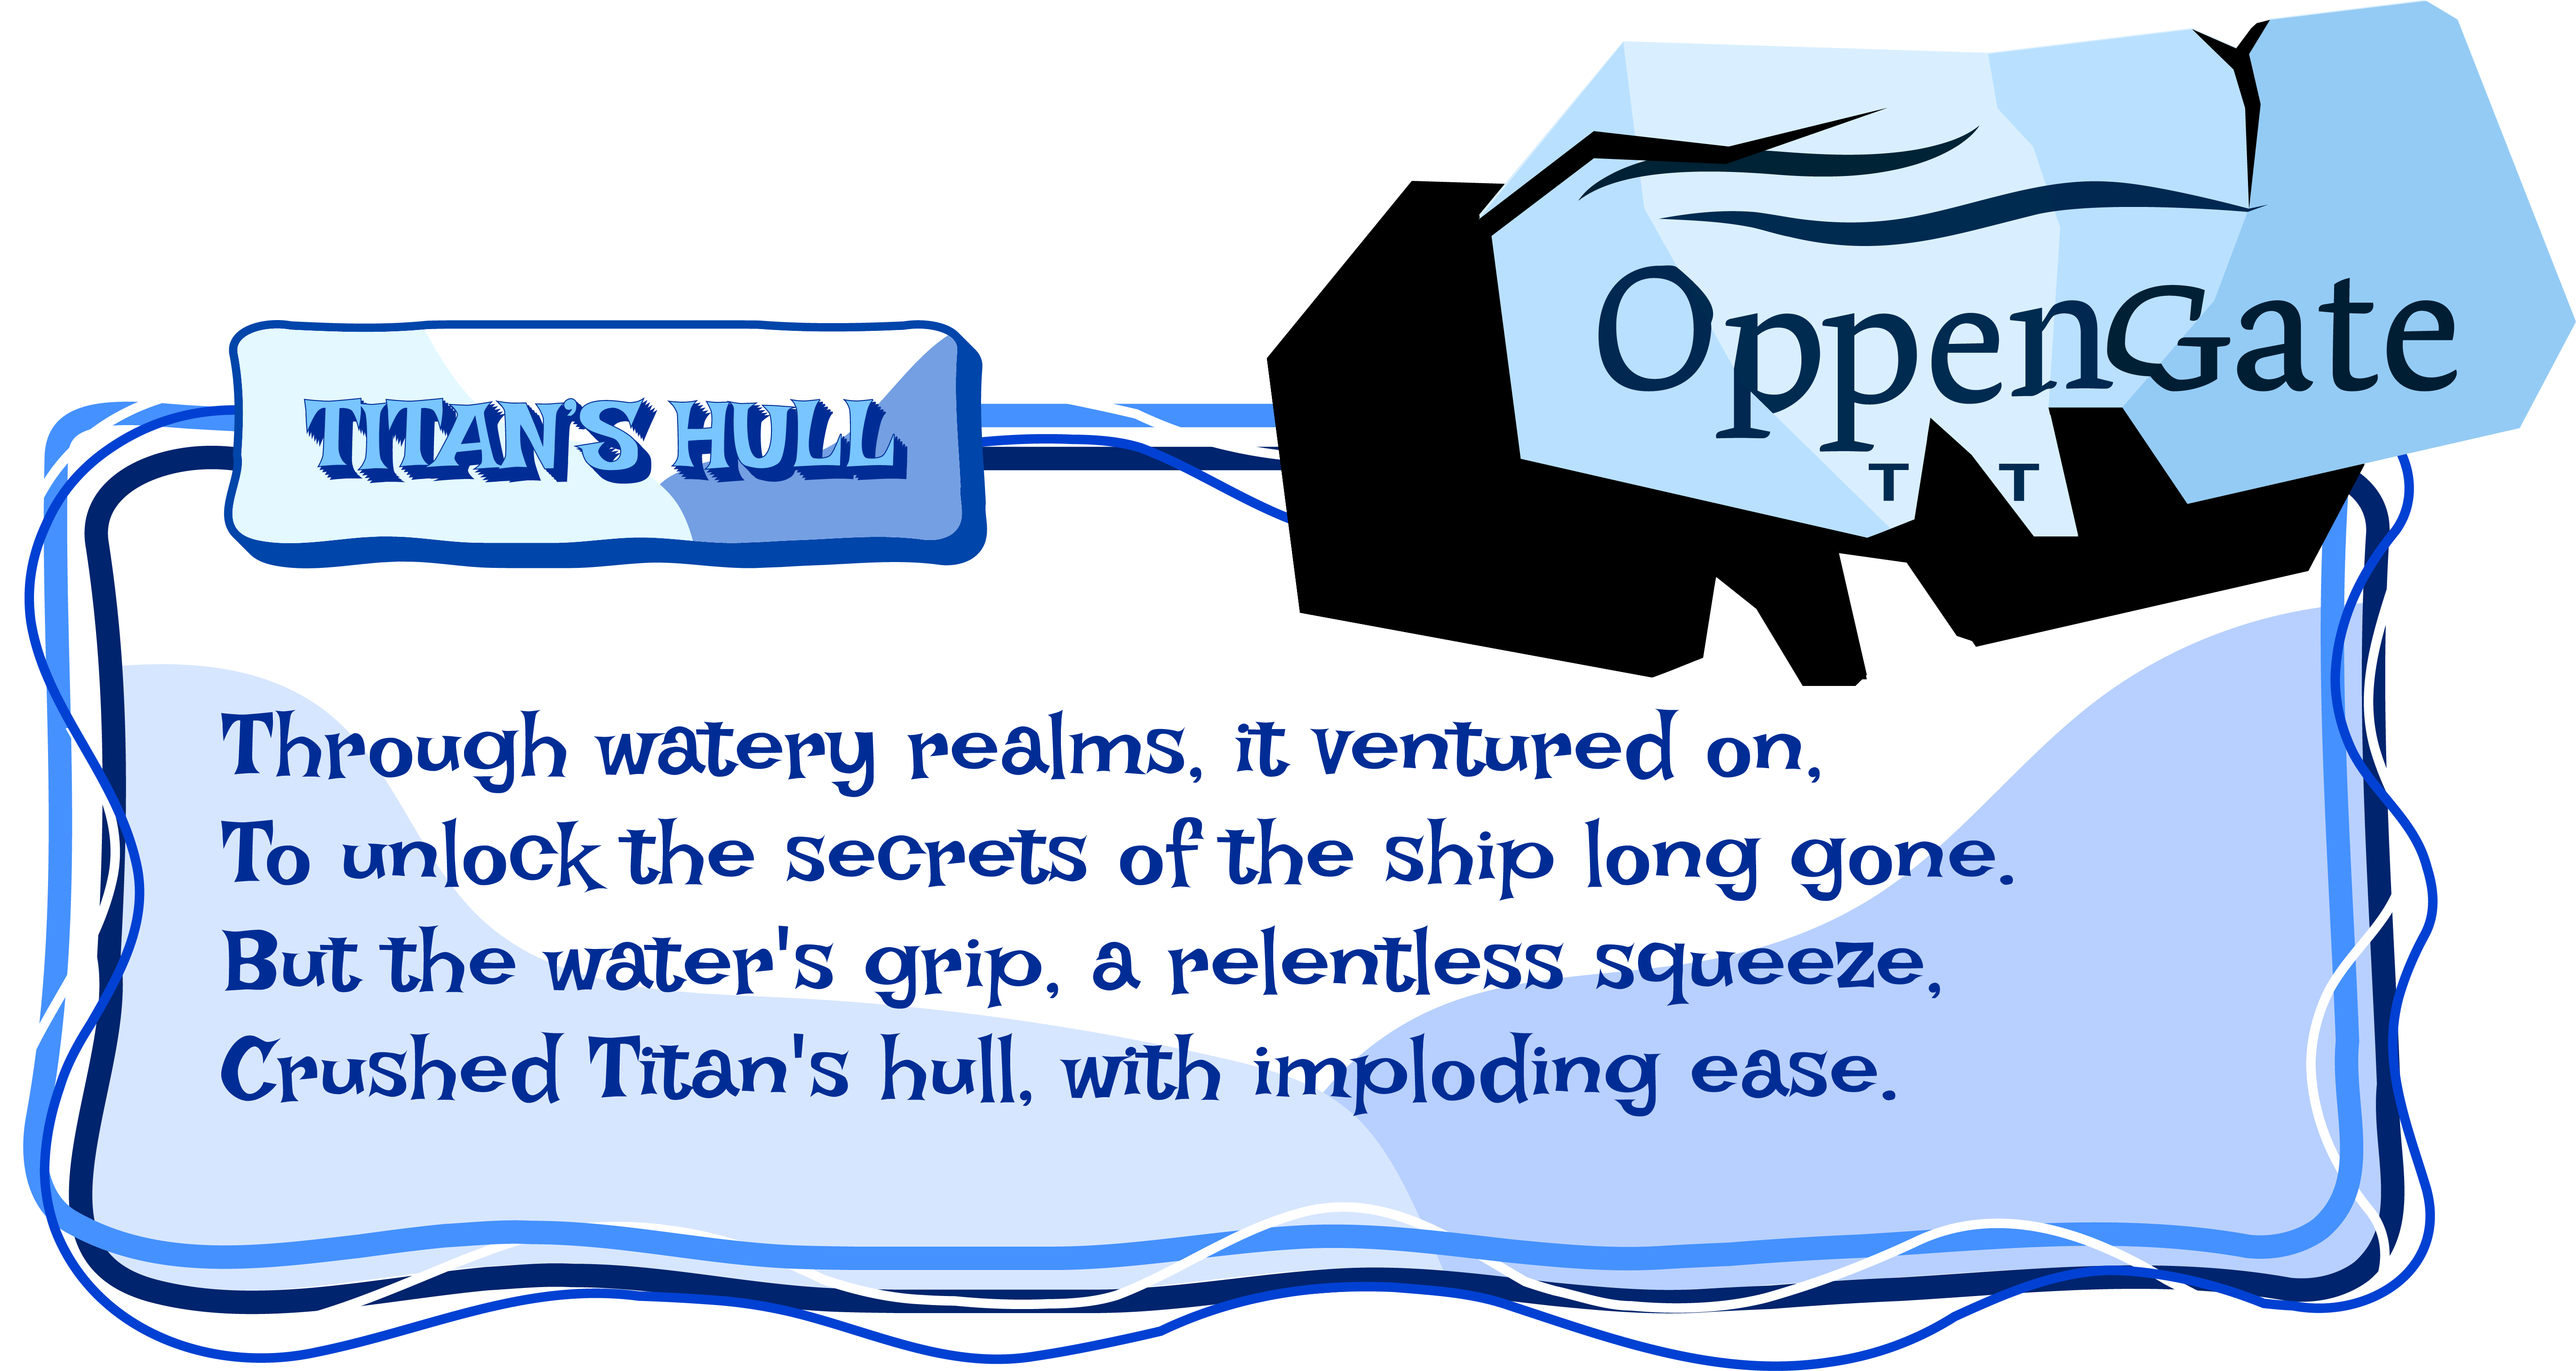 OppenGate
T T
TITAN'S HULL
Through watery realms, it ventured on,
To unlock the secrets of the ship long gone.
But the water's grip, a relentless squeeze,
Crushed Titan's hull, with imploding ease.